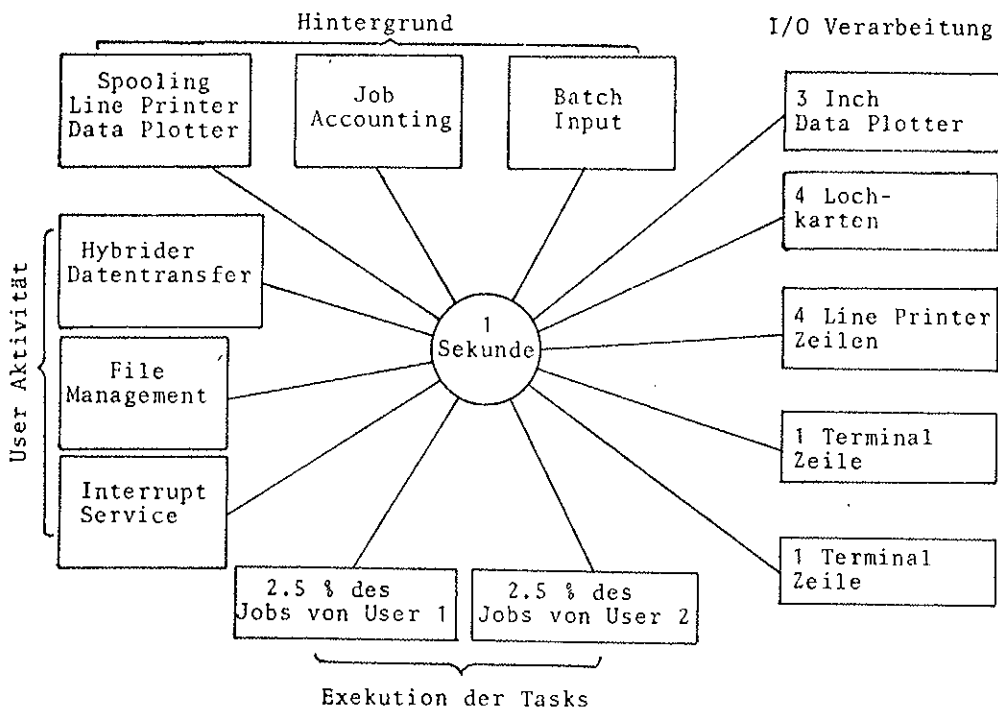 Hintergrund
I/O Verarbeitung
Spooling
Line Printer
Data Plotter
Job
Accounting
Batch
Input
3 Inch
Data Plotter
4 Loch-
karten
User Aktivität
Hybrider
Datentransfer
1
Sekunde
4 Line Printer
Zeilen
File
Management
1 Terminal
Zeile
Interrupt
Service
1 Terminal
Zeile
2.5 % des
Jobs von User 1
2.5 % des
Jobs von User 2
Exekution der Tasks